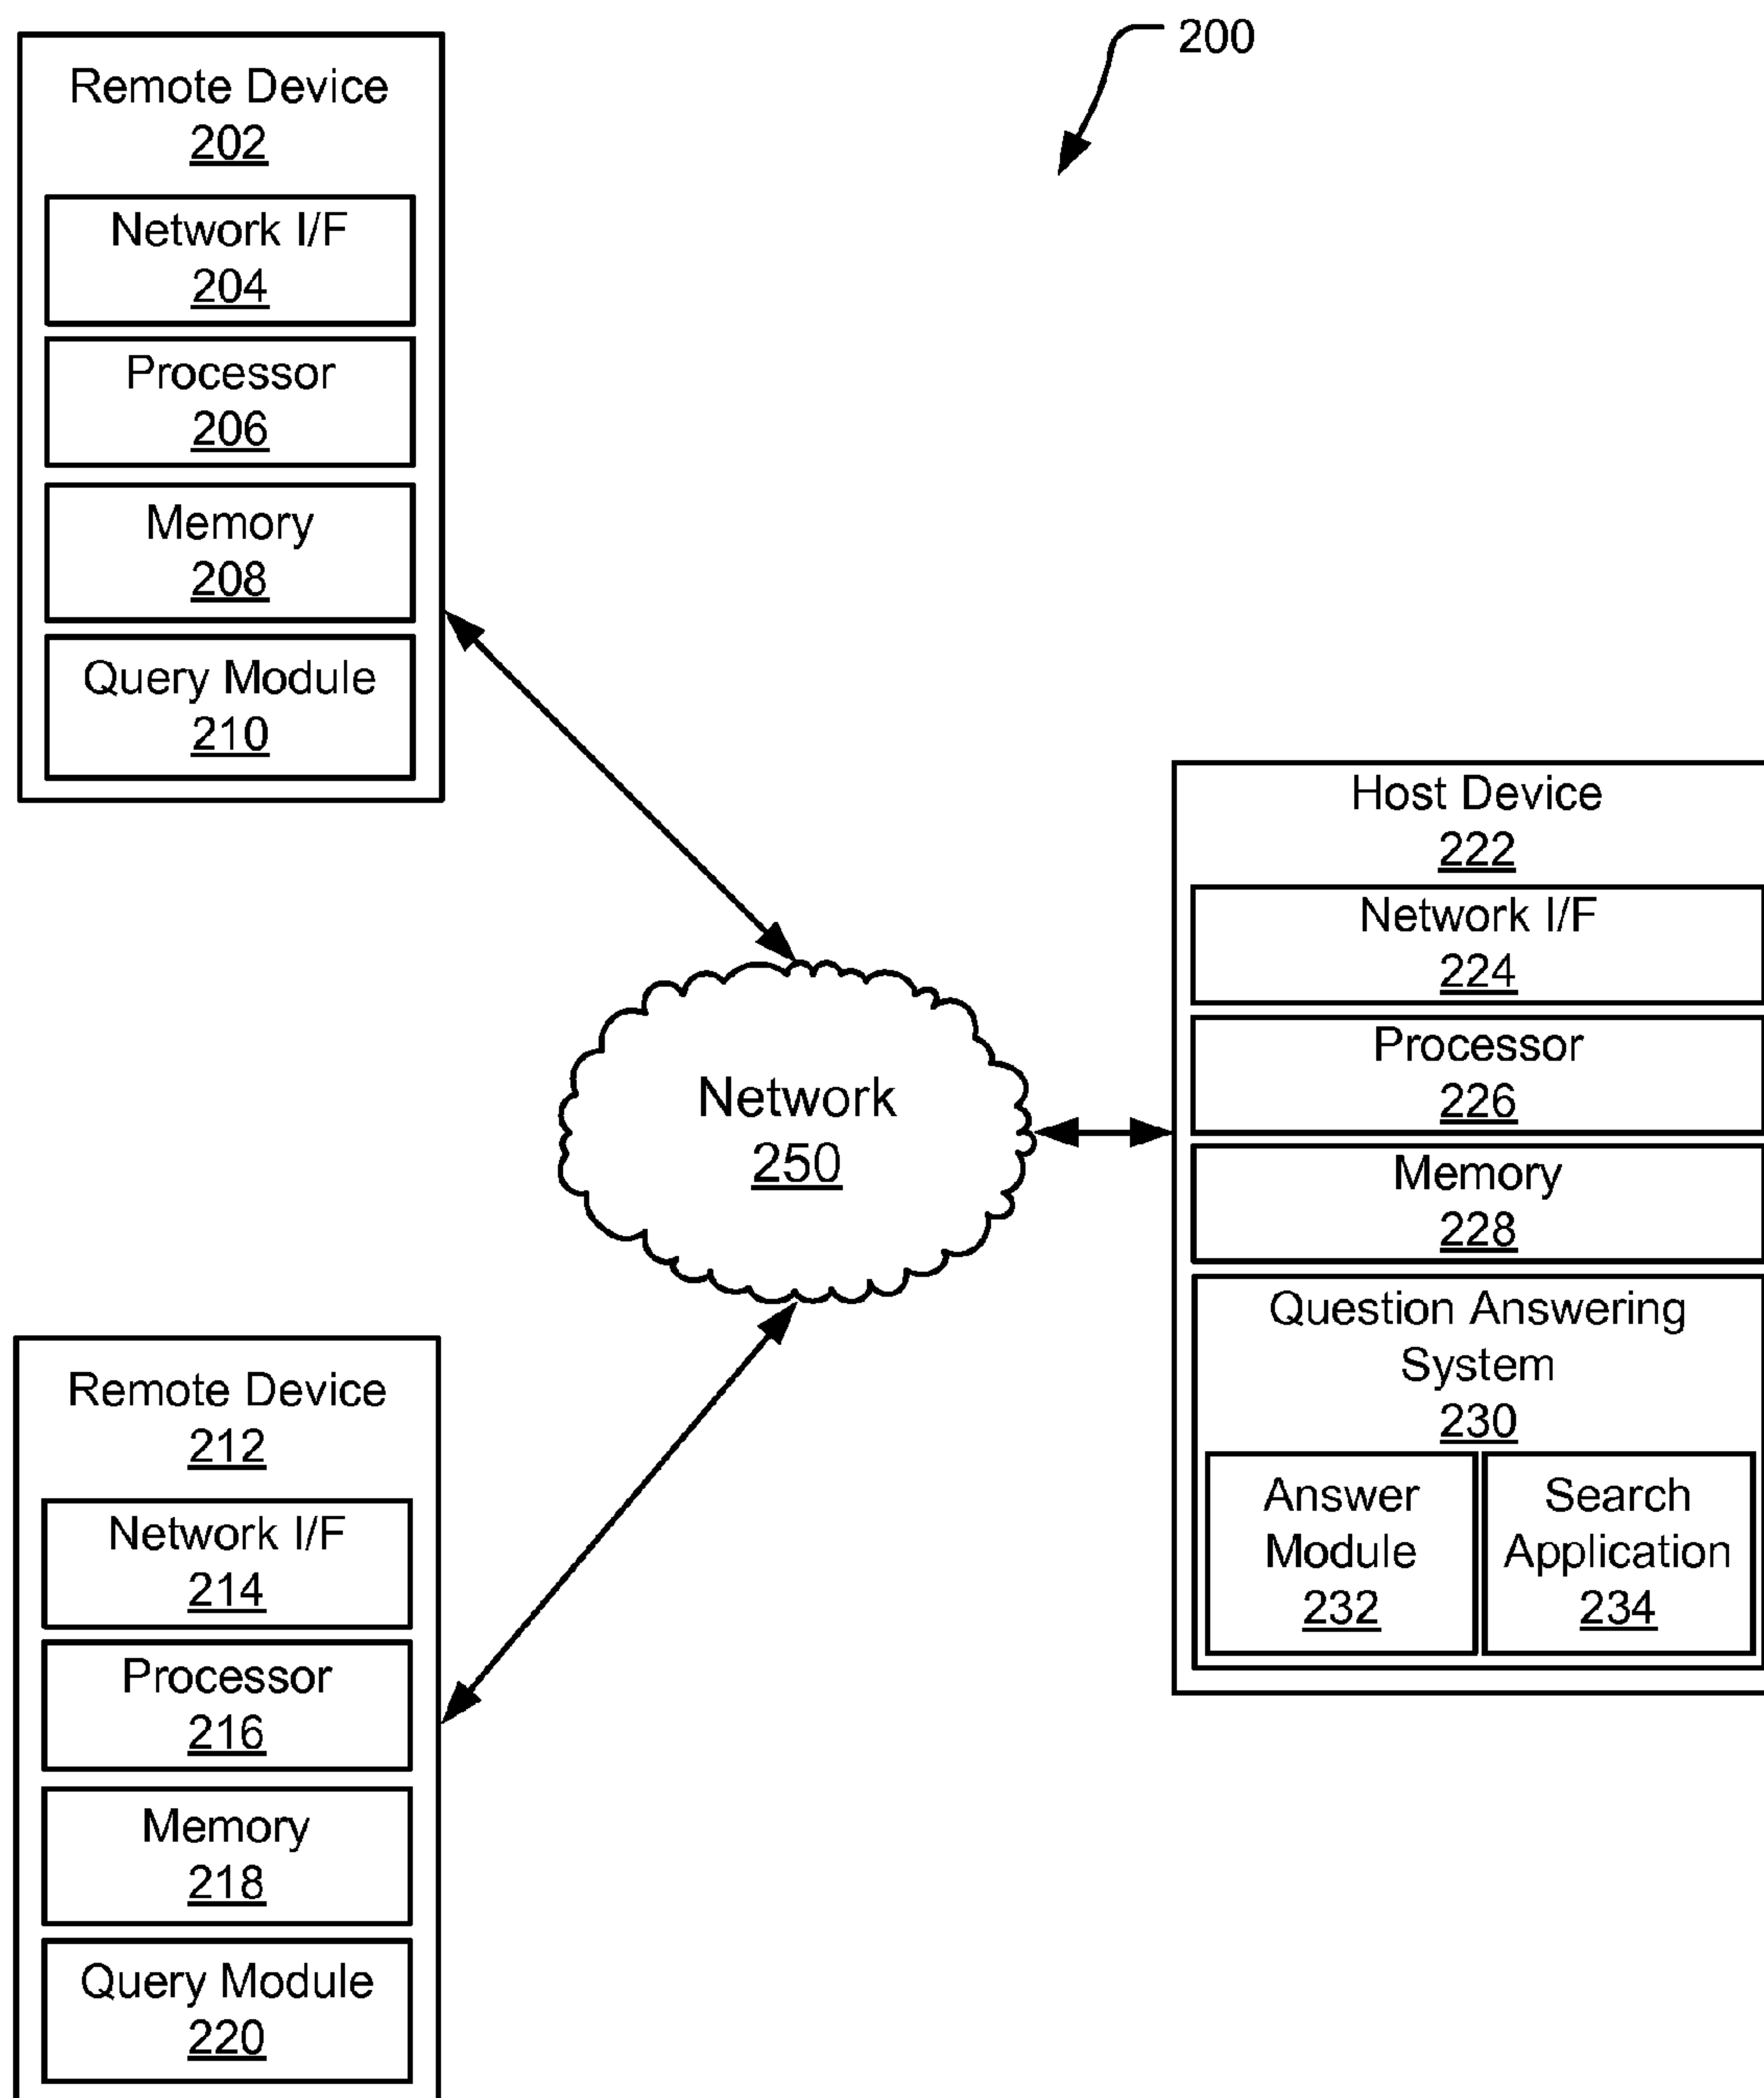 200
Remote Device
202
Network I/F
204
Processor
206
Memory
208
Query Module
210
Host Device
222
Network I/F
224
Processor
226
Memory
228
Question Answering
System
230
Answer
Module
232
Search
Application
234
Network
250
Remote Device
212
Network I/F
214
Processor
216
Memory
218
Query Module
220